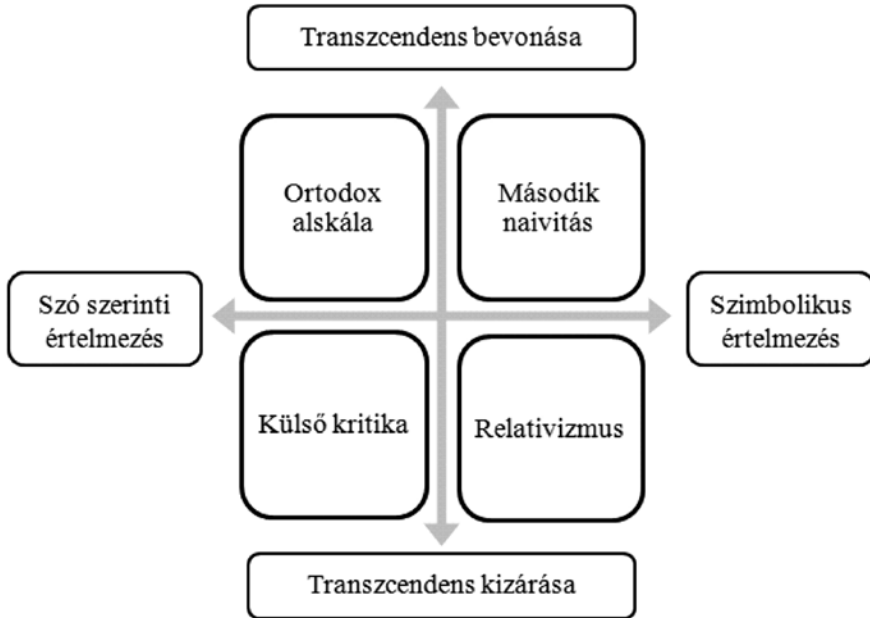 Transzcendens bevonása
Ortodox
alskála
Második
naivitás
Szó szerinti
értelmezés
Szimbolikus
értelmezés
Külső kritika
Relativizmus
Transzcendens kizárása